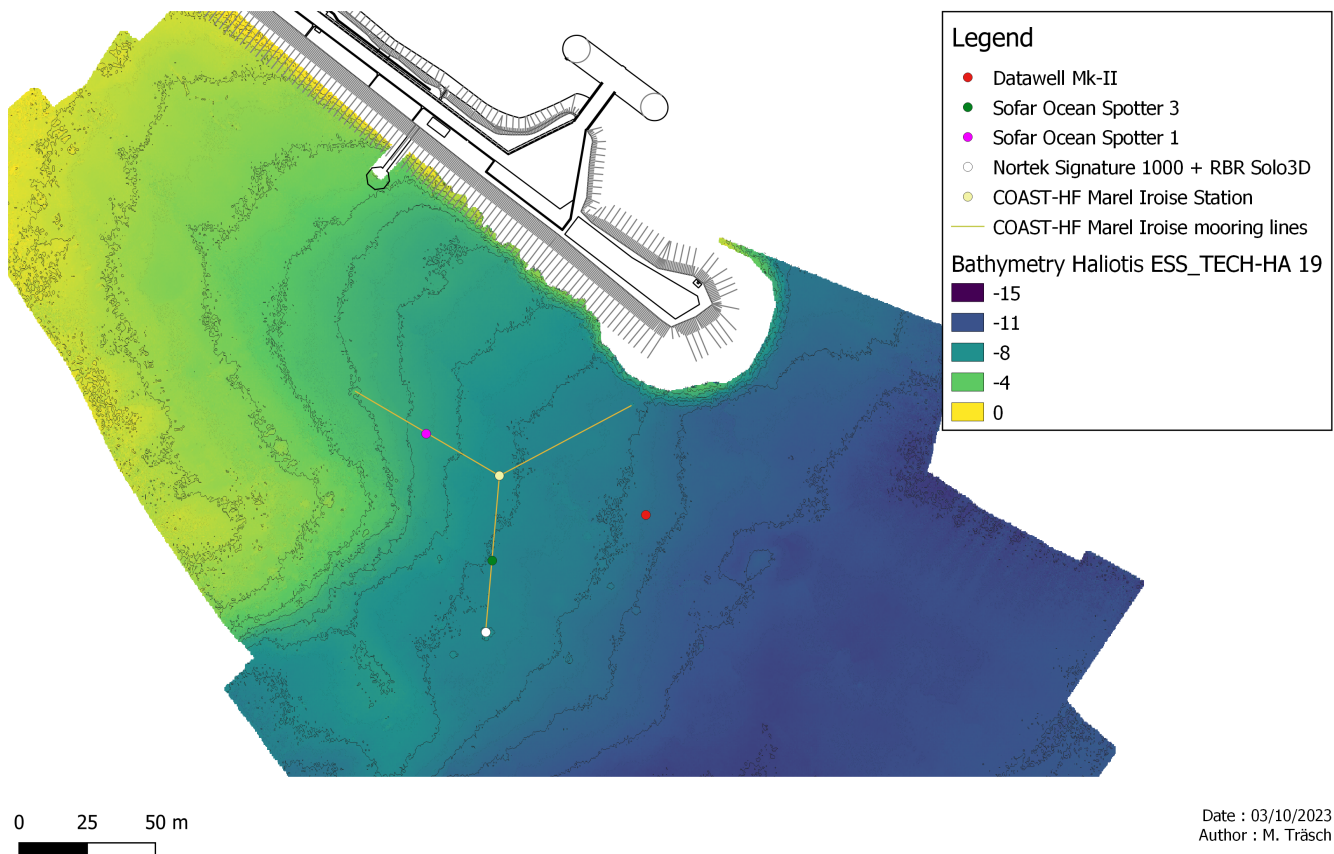 Legend
Datawell Mk-II
Sofar Ocean Spotter 3
Sofar Ocean Spotter 1
Nortek Signature 1000 + RBR Solo3D
COAST-HF Marel Iroise Station
COAST-HF Marel Iroise mooring lines
Bathymetry Haliotis ESS_TECH-HA 19
-15
-11
-8
-4
0
0 25 50 m
Date : 03/10/2023
Author : M. Träsch